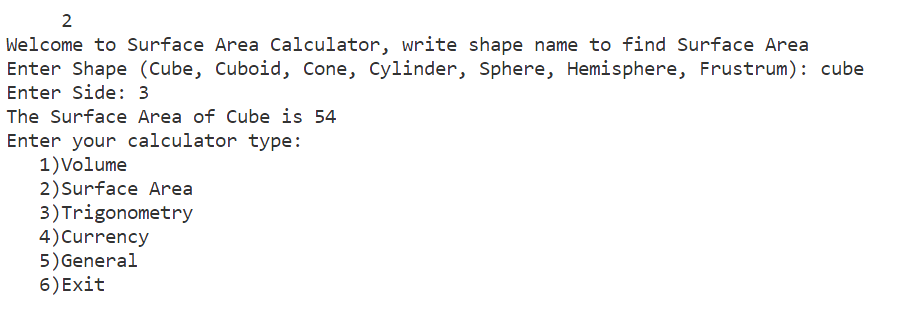 2
Welcome to Surface Area Calculator, write shape name to find Surface Area
Enter Shape (Cube, Cuboid, Cone, Cylinder, Sphere, Hemisphere, Frustrum): cube
Enter Side: 3
The Surface Area of Cube is 54
Enter your calculator type:
1)Volume
2)Surface Area
3)Trigonometry
4)Currency
5)General
6)Exit